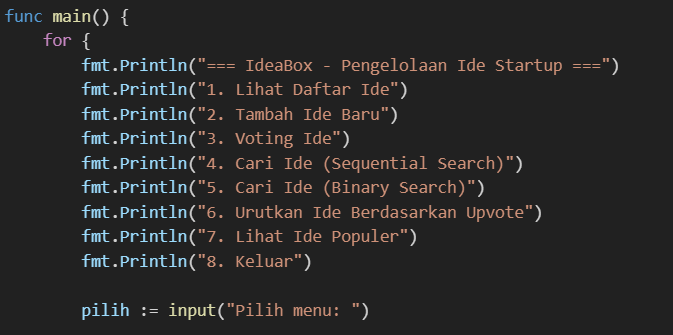 func main() {
    for {
        fmt.Println("=== IdeaBox - Pengelolaan Ide Startup ===")
        fmt.Println("1. Lihat Daftar Ide")
        fmt.Println("2. Tambah Ide Baru")
        fmt.Println("3. Voting Ide")
        fmt.Println("4. Cari Ide (Sequential Search)")
        fmt.Println("5. Cari Ide (Binary Search)")
        fmt.Println("6. Urutkan Ide Berdasarkan Upvote")
        fmt.Println("7. Lihat Ide Populer")
        fmt.Println("8. Keluar")
        pilih := input("Pilih menu: ")